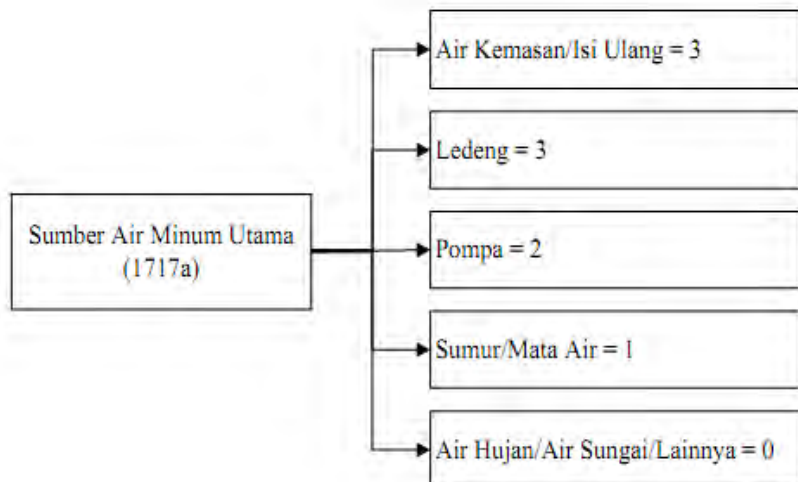 Air Kemasan/Isi Ulang = 3
Ledeng = 3
Sumber Air Minum Utama
(1717a)
Pompa = 2
Sumur/Mata Air = 1
Air Hujan/Air Sungai/Lainnya = 0